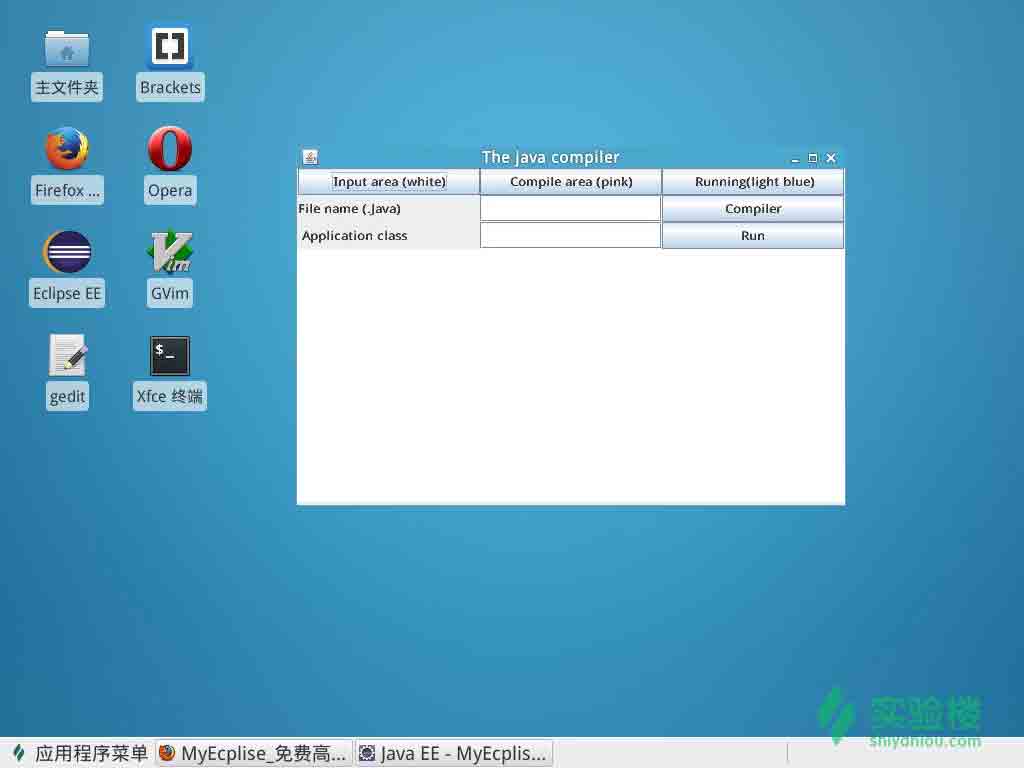 主文件夹
Brackets
Firefox ...
Opera
Eclipse EE
GVim
gedit
$_
Xfce 终端
The java compiler
Input area (white)
Compile area (pink)
Running(light blue)
File name (.Java)
Compiler
Application class
Run
实验楼
shiyanlou.com
应用程序菜单
MyEcplise_免费高...
Java EE - MyEcplis...